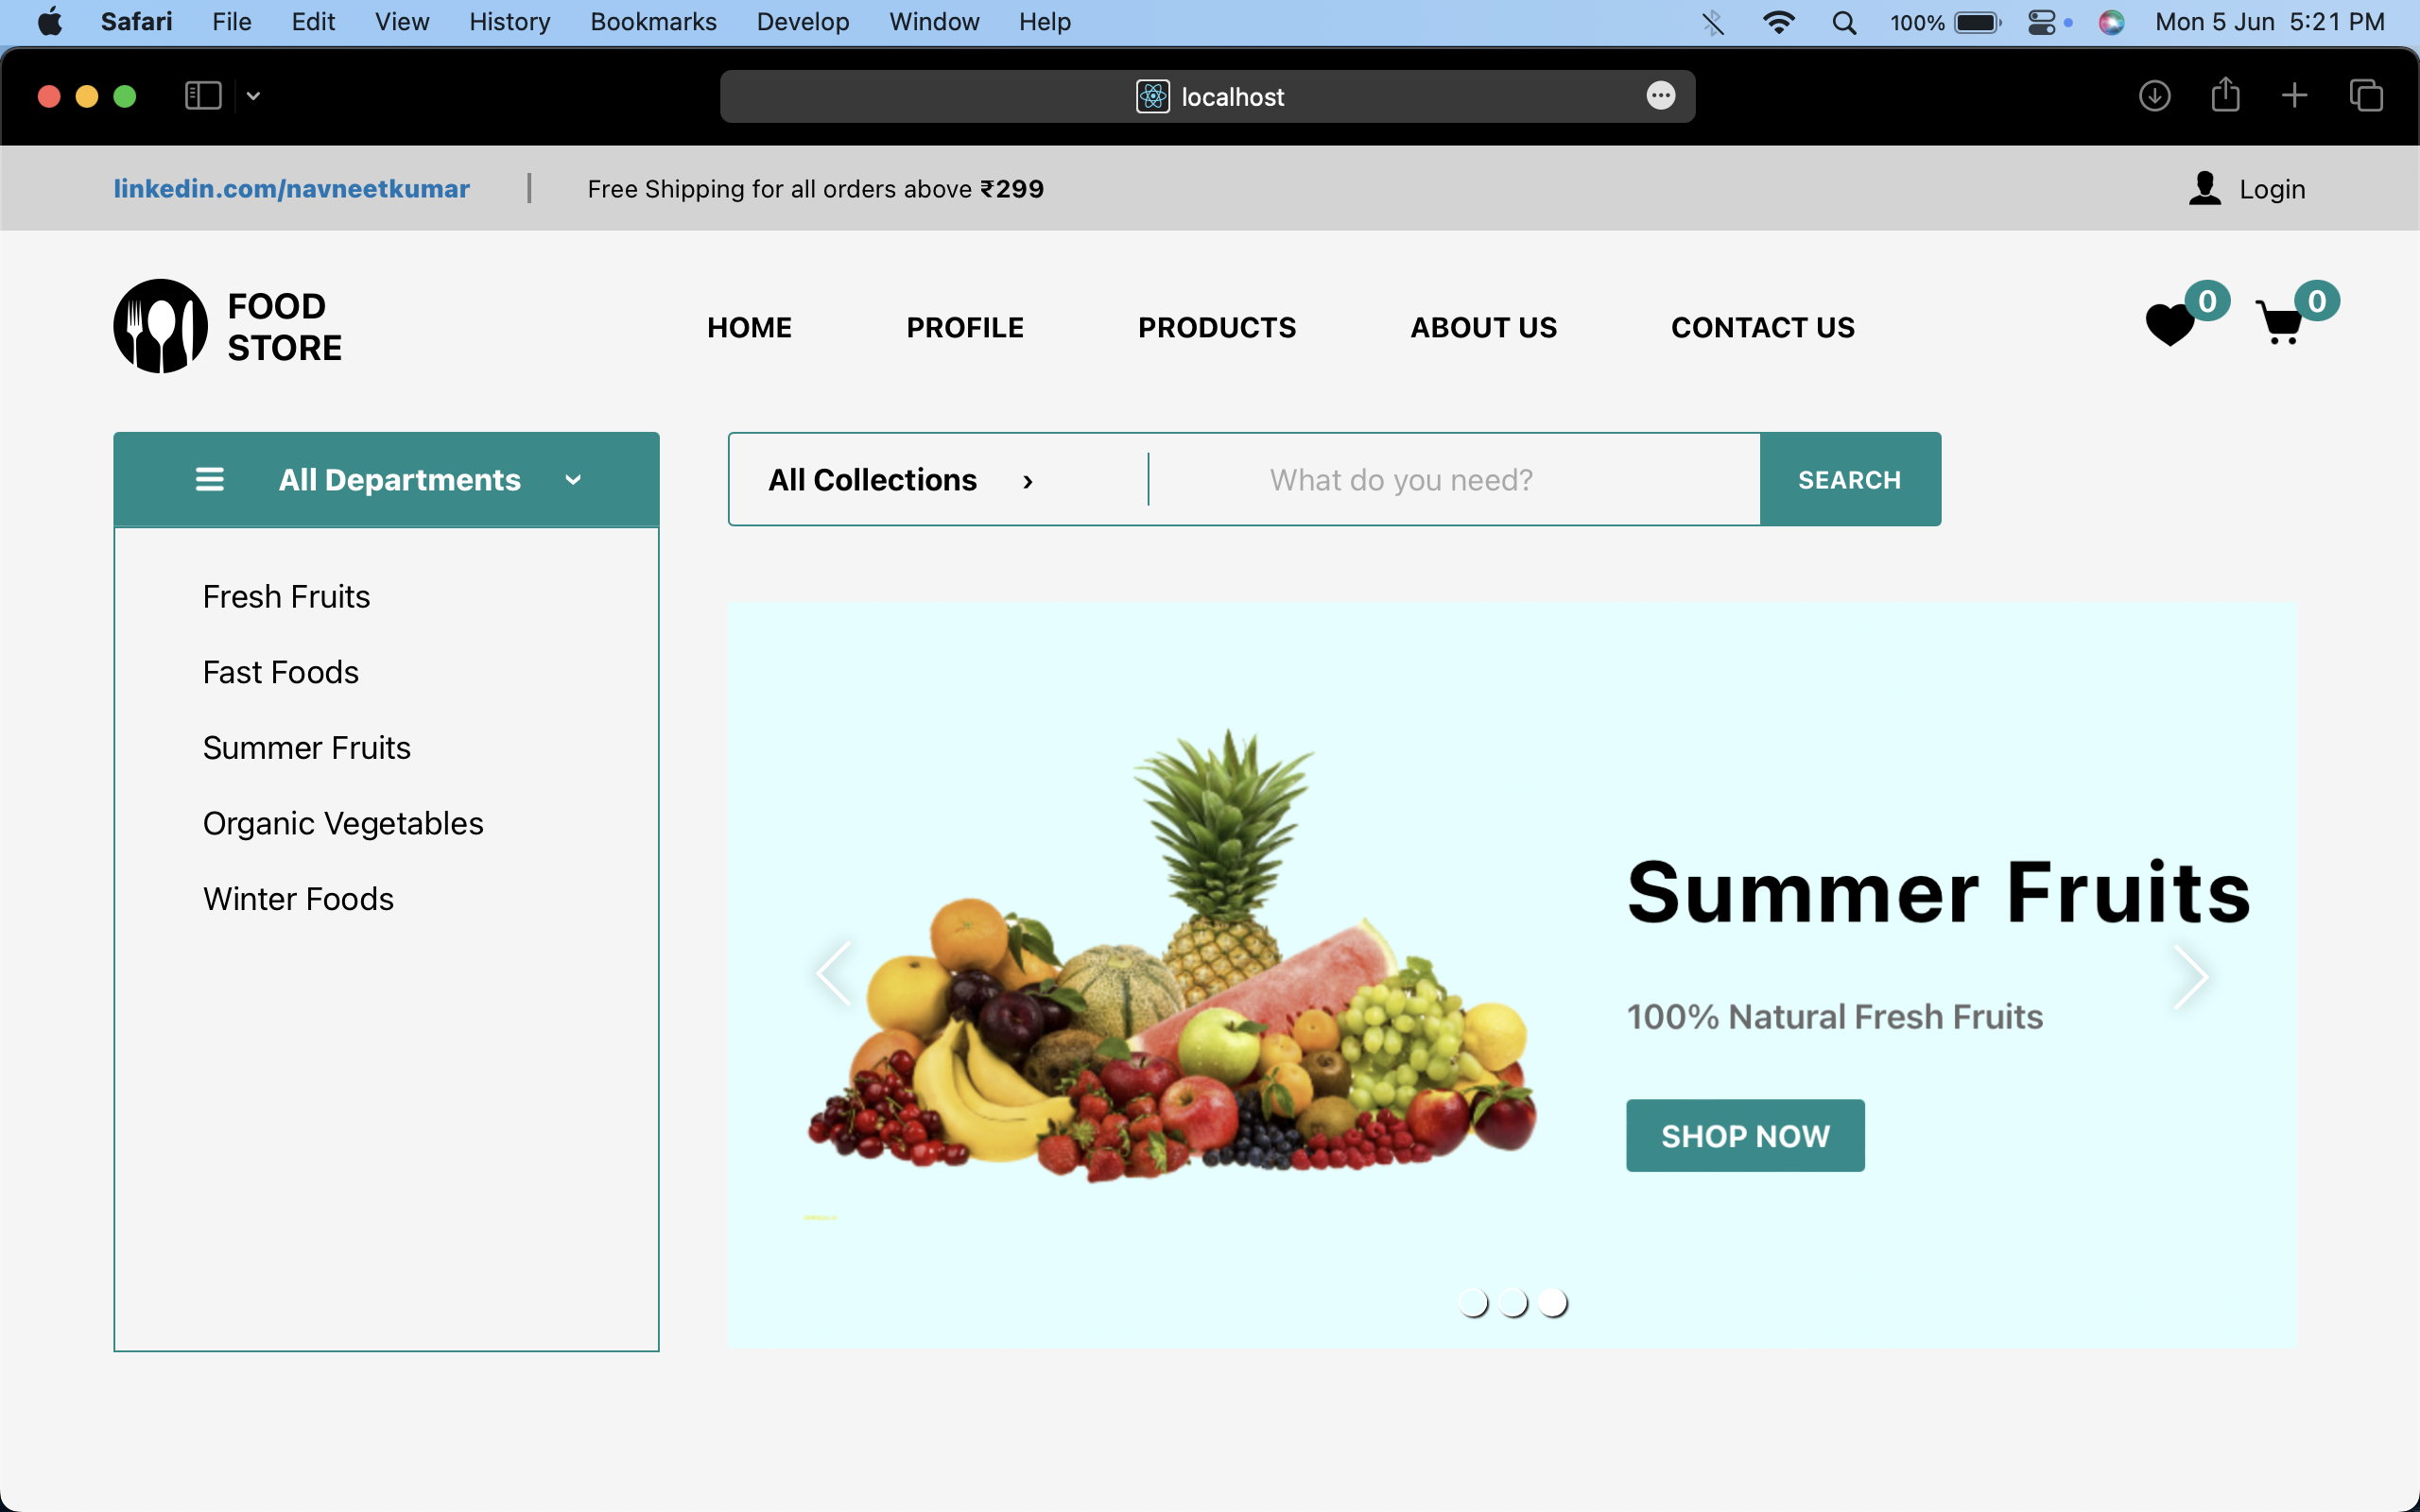 Safari File Edit View History Bookmarks Develop Window Help 100% Mon 5 Jun 5:21 PM
localhost
linkedin.com/navneetkumar | Free Shipping for all orders above ₹299 Login
FOOD
STORE
HOME PROFILE PRODUCTS ABOUT US CONTACT US 0 0
All Departments
All Collections › What do you need? SEARCH
Fresh Fruits
Fast Foods
Summer Fruits
Organic Vegetables
Winter Foods
Summer Fruits
100% Natural Fresh Fruits
SHOP NOW